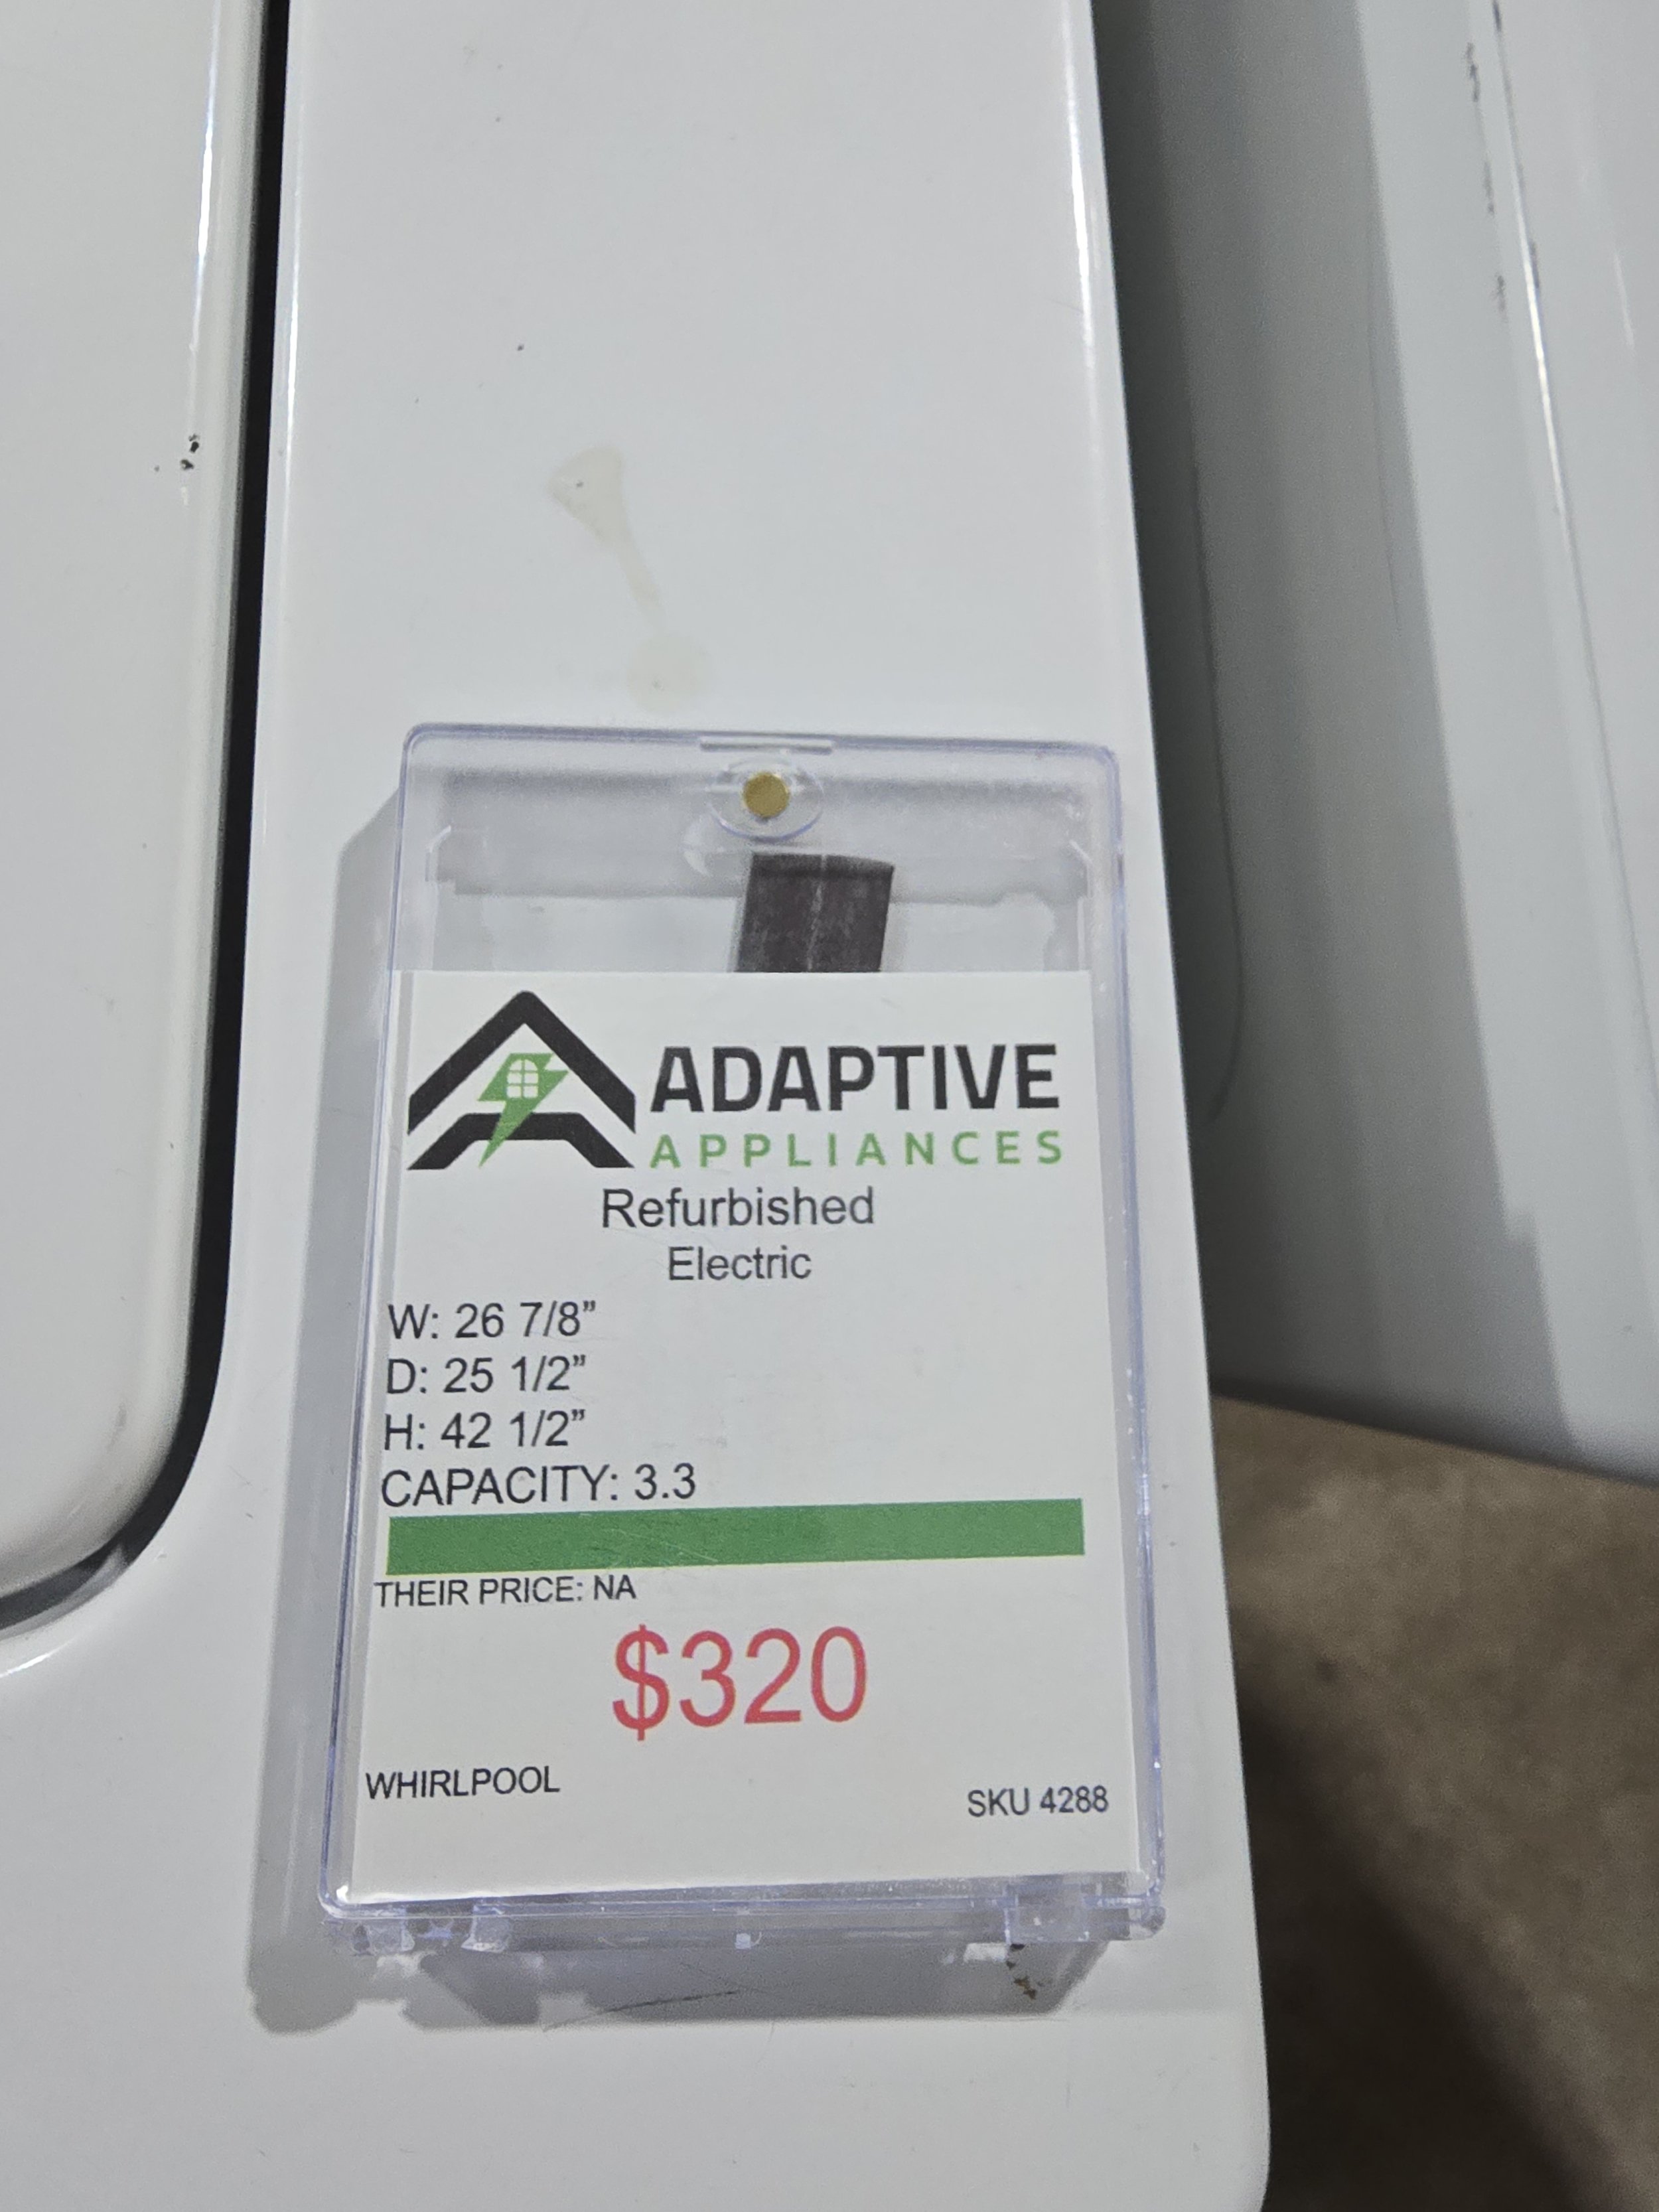 ADAPTIVE
APPLIANCES
Refurbished
Electric
W: 26 7/8”
D: 25 1/2”
H: 42 1/2”
CAPACITY: 3.3
THEIR PRICE: NA
$320
WHIRLPOOL
SKU 4288